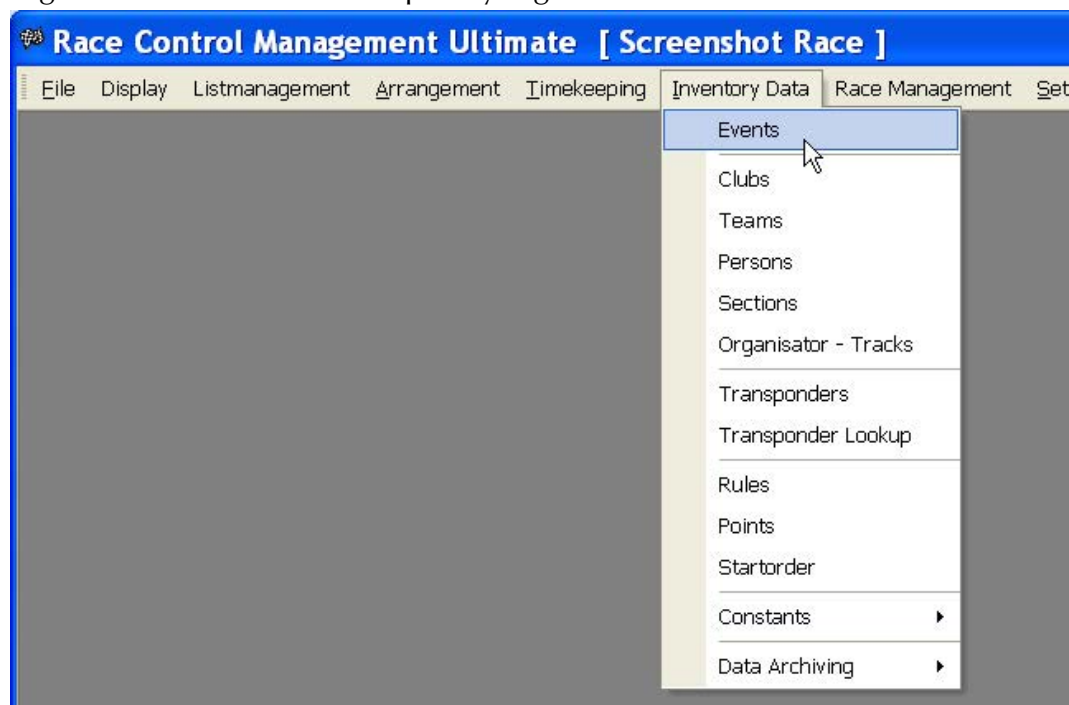 Race Control Management Ultimate [ Screenshot Race ]
File Display Listmanagement Arrangement Timekeeping Inventory Data Race Management Set
Events
Clubs
Teams
Persons
Sections
Organisator - Tracks
Transponders
Transponder Lookup
Rules
Points
Startorder
Constants
Data Archiving